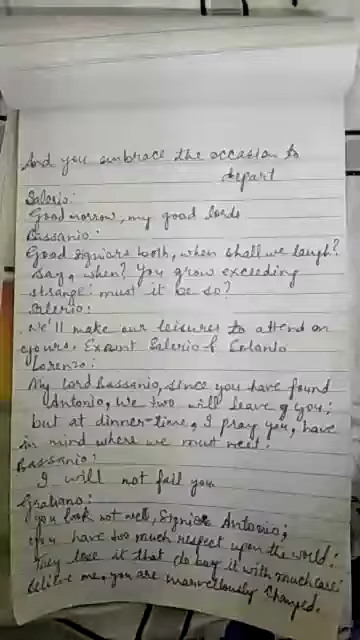 And you embrace the occasion to
depart
Salerio:
Good morrow, my good lords
Bassanio:
Good signiors both, when shall we laugh?
Say, when? You grow exceeding
strange: must it be so?
Salerio:
We'll make our leisures to attend on
yours. Exeunt Salerio & Solanio
Lorenzo:
My lord Bassanio, since you have found
Antonio, we two will leave you;
but at dinner-time, I pray you, have
in mind where we must meet.
Bassanio:
I will not fail you
Gratiano:
You look not well, Signior Antonio;
You have too much respect upon the world:
They lose it that do buy it with much care:
Believe me, you are marvellously changed.